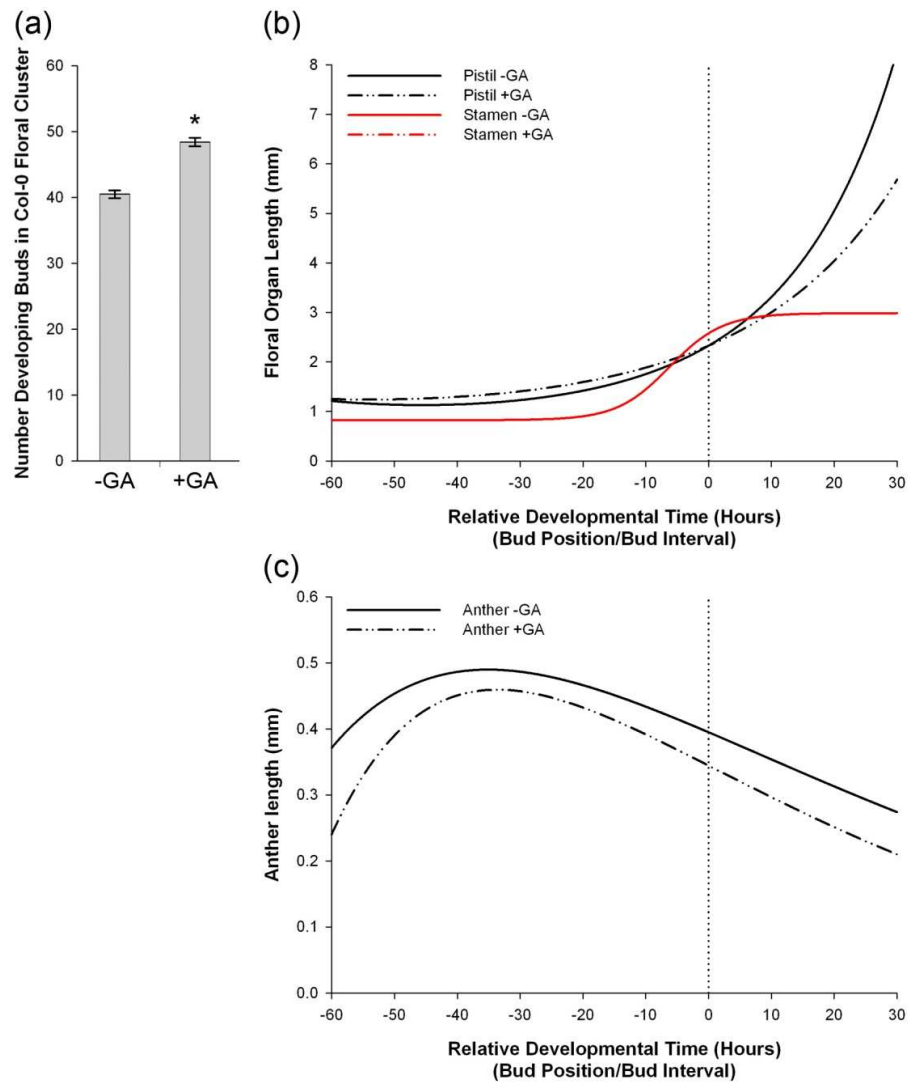 (a)
Number Developing Buds in Col-0 Floral Cluster
60
50
40
30
20
10
0
*
-GA +GA
(b)
Floral Organ Length (mm)
8
7
6
5
4
3
2
1
0
Pistil -GA
Pistil +GA
Stamen -GA
Stamen +GA
-60 -50 -40 -30 -20 -10 0 10 20 30
Relative Developmental Time (Hours)
(Bud Position/Bud Interval)
(c)
Anther length (mm)
0.6
0.5
0.4
0.3
0.2
0.1
0.0
Anther -GA
Anther +GA
-60 -50 -40 -30 -20 -10 0 10 20 30
Relative Developmental Time (Hours)
(Bud Position/Bud Interval)